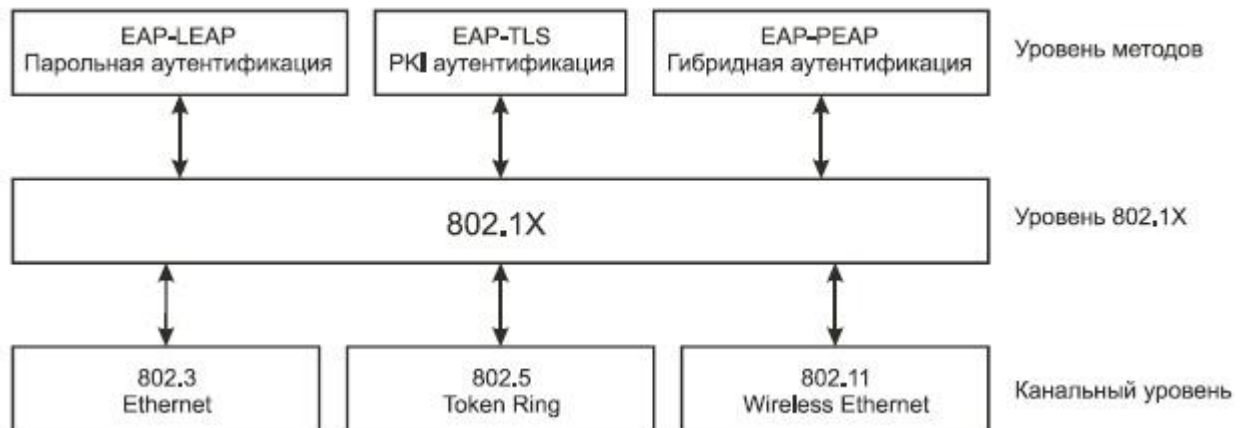 EAP-LEAP
Парольная аутентификация
EAP-TLS
PKI аутентификация
EAP-PEAP
Гибридная аутентификация
Уровень методов
802.1X
Уровень 802.1X
802.3
Ethernet
802.5
Token Ring
802.11
Wireless Ethernet
Канальный уровень